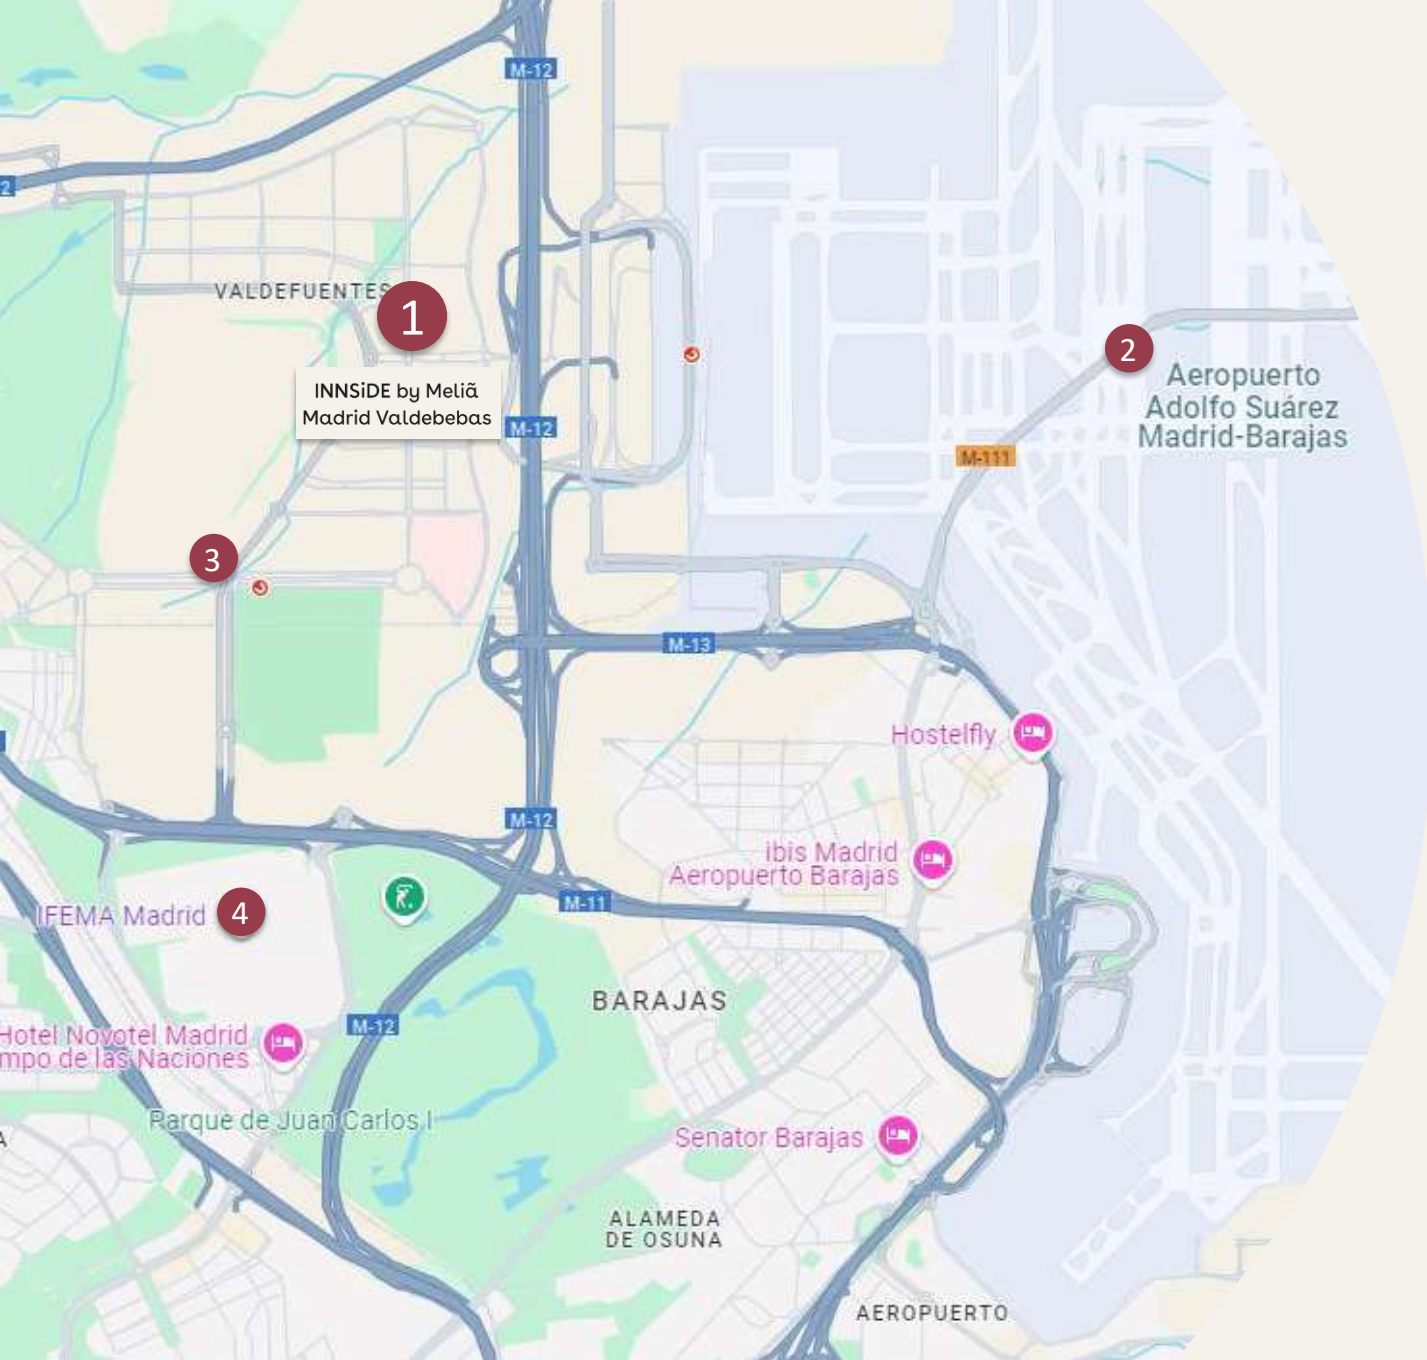 M-12
2
VALDEFUENTES
1
INNSiDE by Meliã
Madrid Valdebebas
M-12
2
Aeropuerto
Adolfo Suárez
Madrid-Barajas
M-111
3
M-13
Hostelfly
M-12
ibis Madrid
Aeropuerto Barajas
M-11
IFEMA Madrid
4
BARAJAS
M-12
Hotel Novotel Madrid
mpo de las Naciones
Parque de Juan Carlos I
A
Senator Barajas
ALAMEDA
DE OSUNA
AEROPUERTO